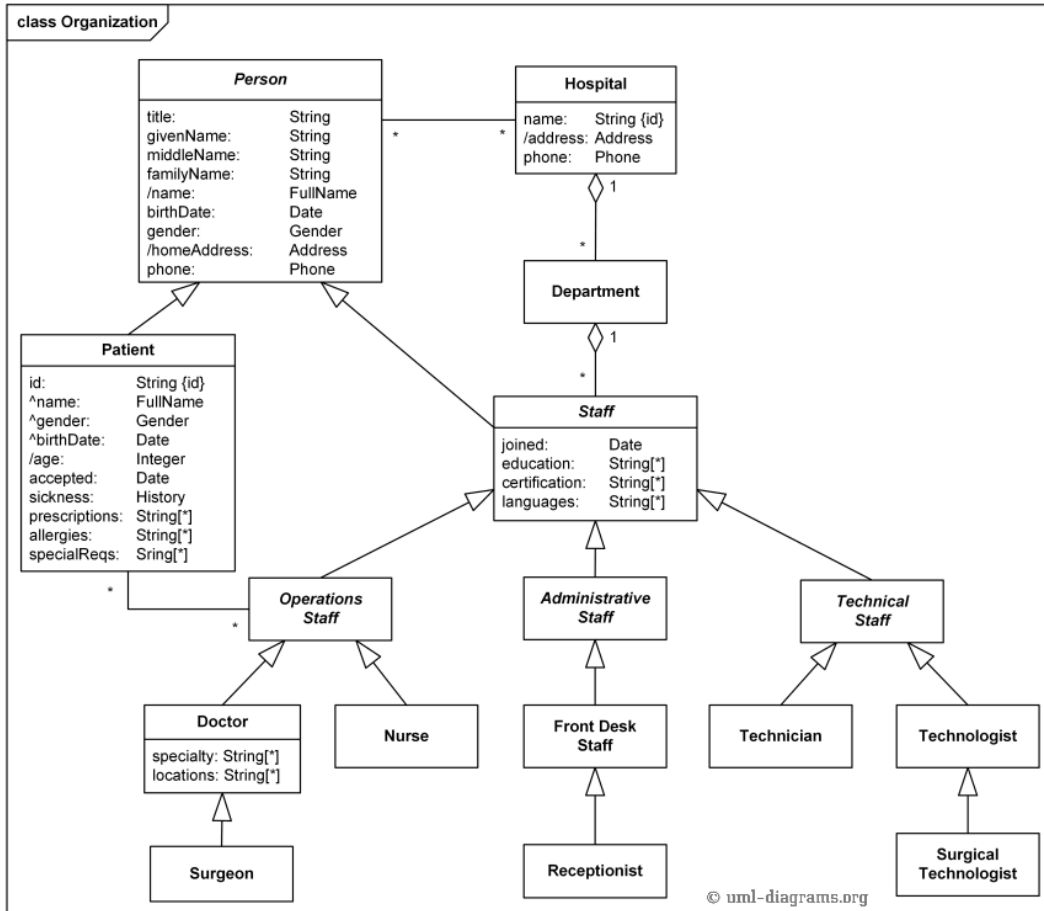 class Organization
Person
title: String
givenName: String
middleName: String
familyName: String
/name: FullName
birthDate: Date
gender: Gender
/homeAddress: Address
phone: Phone
*
*
Hospital
name: String {id}
/address: Address
phone: Phone
1
*
Department
1
*
Patient
id: String {id}
^name: FullName
^gender: Gender
^birthDate: Date
/age: Integer
accepted: Date
sickness: History
prescriptions: String[*]
allergies: String[*]
specialReqs: Sring[*]
*
*
Staff
joined: Date
education: String[*]
certification: String[*]
languages: String[*]
Operations
Staff
Administrative
Staff
Technical
Staff
Doctor
specialty: String[*]
locations: String[*]
Nurse
Front Desk
Staff
Technician
Technologist
Surgeon
Receptionist
Surgical
Technologist
© uml-diagrams.org